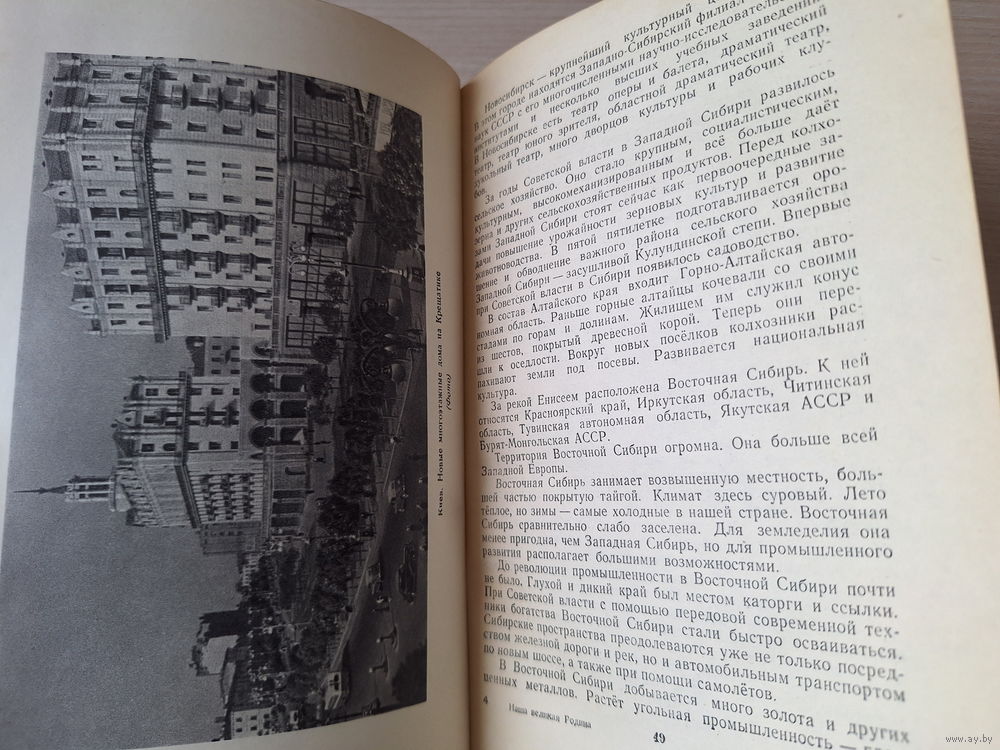 Киев. Новые многоэтажные дома на Крещатике
(Фото)
Новосибирск — крупнейший культурный
В этом городе находятся Западно-Сибирский филиал
наук СССР с его многочисленными научно-исследовательс
институтами и несколько высших учебных заведений
В Новосибирске есть театр оперы и балета, драматический
театр, театр юного зрителя, областной драматический театр,
кукольный театр, много дворцов культуры и рабочих клу-
бов.
За годы Советской власти в Западной Сибири развилось
сельское хозяйство. Оно стало крупным, социалистическим,
культурным, высокомеханизированным и всё больше даёт
зерна и других сельскохозяйственных продуктов. Перед колхо-
зами Западной Сибири стоят сейчас как первоочередные за-
дачи повышение урожайности зерновых культур и развитие
животноводства. В пятой пятилетке подготавливается оро-
шение и обводнение важного района сельского хозяйства
Западной Сибири — засушливой Кулундинской степи. Впервые
при Советской власти в Сибири появилось садоводство.
В состав Алтайского края входит Горно-Алтайская авто-
номная область. Раньше горные алтайцы кочевали со своими
стадами по горам и долинам. Жилищем им служил конус
из шестов, покрытый древесной корой. Теперь они пере-
шли к оседлости. Вокруг новых посёлков колхозники рас-
пахивают земли под посевы. Развивается национальная
культура.
За рекой Енисеем расположена Восточная Сибирь. К ней
относятся Красноярский край, Иркутская область, Читинская
область, Тувинская автономная область, Якутская АССР и
Бурят-Монгольская АССР.
Территория Восточной Сибири огромна. Она больше всей
Западной Европы.
Восточная Сибирь занимает возвышенную местность, боль-
шей частью покрытую тайгой. Климат здесь суровый. Лето
тёплое, но зимы — самые холодные в нашей стране. Восточная
Сибирь сравнительно слабо заселена. Для земледелия она
менее пригодна, чем Западная Сибирь, но для промышленного
развития располагает большими возможностями.
До революции промышленности в Восточной Сибири почти
не было. Глухой и дикий край был местом каторги и ссылки.
При Советской власти с помощью передовой современной тех-
ники богатства Восточной Сибири стали быстро осваиваться.
Сибирские пространства преодолеваются уже не только посред-
ством железной дороги и рек, но и автомобильным транспортом
по новым шоссе, а также при помощи самолётов.
В Восточной Сибири добывается много золота и других
ценных металлов. Растёт угольная промышленность —
4 Наша великая Родина
49
www.ay.by